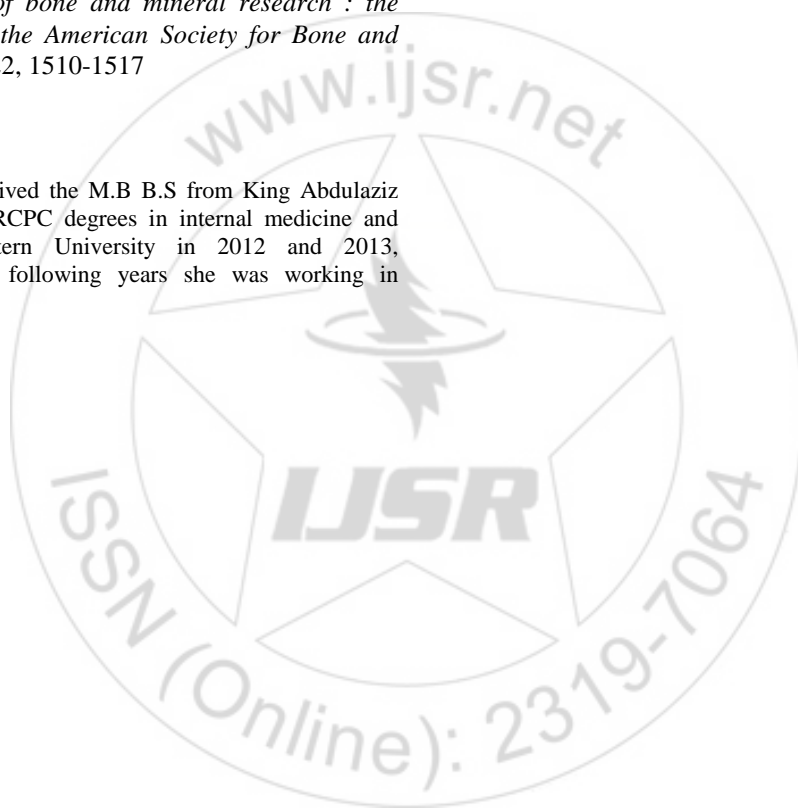 of bone and mineral research : the
the American Society for Bone and
2, 1510-1517
ived the M.B B.S from King Abdulaziz
RCPC degrees in internal medicine and
tern University in 2012 and 2013,
following years she was working in
www.ijsr.net
IJSR
ISSN (Online): 2319-7064